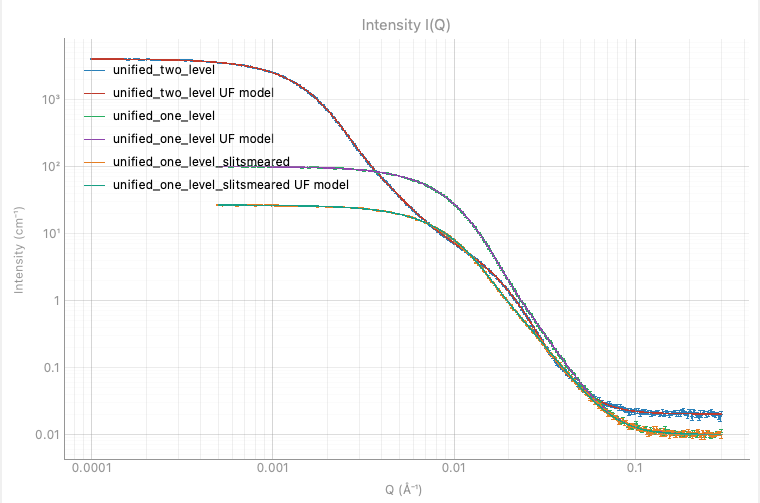 Intensity I(Q)
unified_two_level
unified_two_level UF model
unified_one_level
unified_one_level UF model
unified_one_level_slitsmeared
unified_one_level_slitsmeared UF model
10³
10²
10¹
1
0.1
0.01
Intensity (cm⁻¹)
0.0001 0.001 0.01 0.1
Q (Å⁻¹)